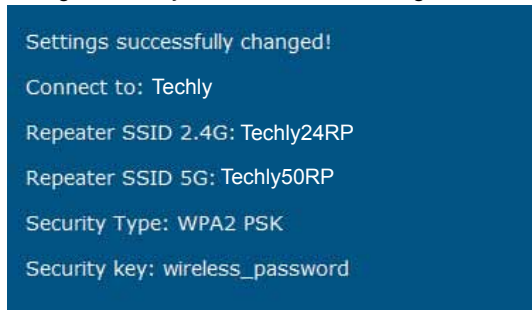 Settings successfully changed!
Connect to: Techly
Repeater SSID 2.4G: Techly24RP
Repeater SSID 5G: Techly50RP
Security Type: WPA2 PSK
Security key: wireless_password